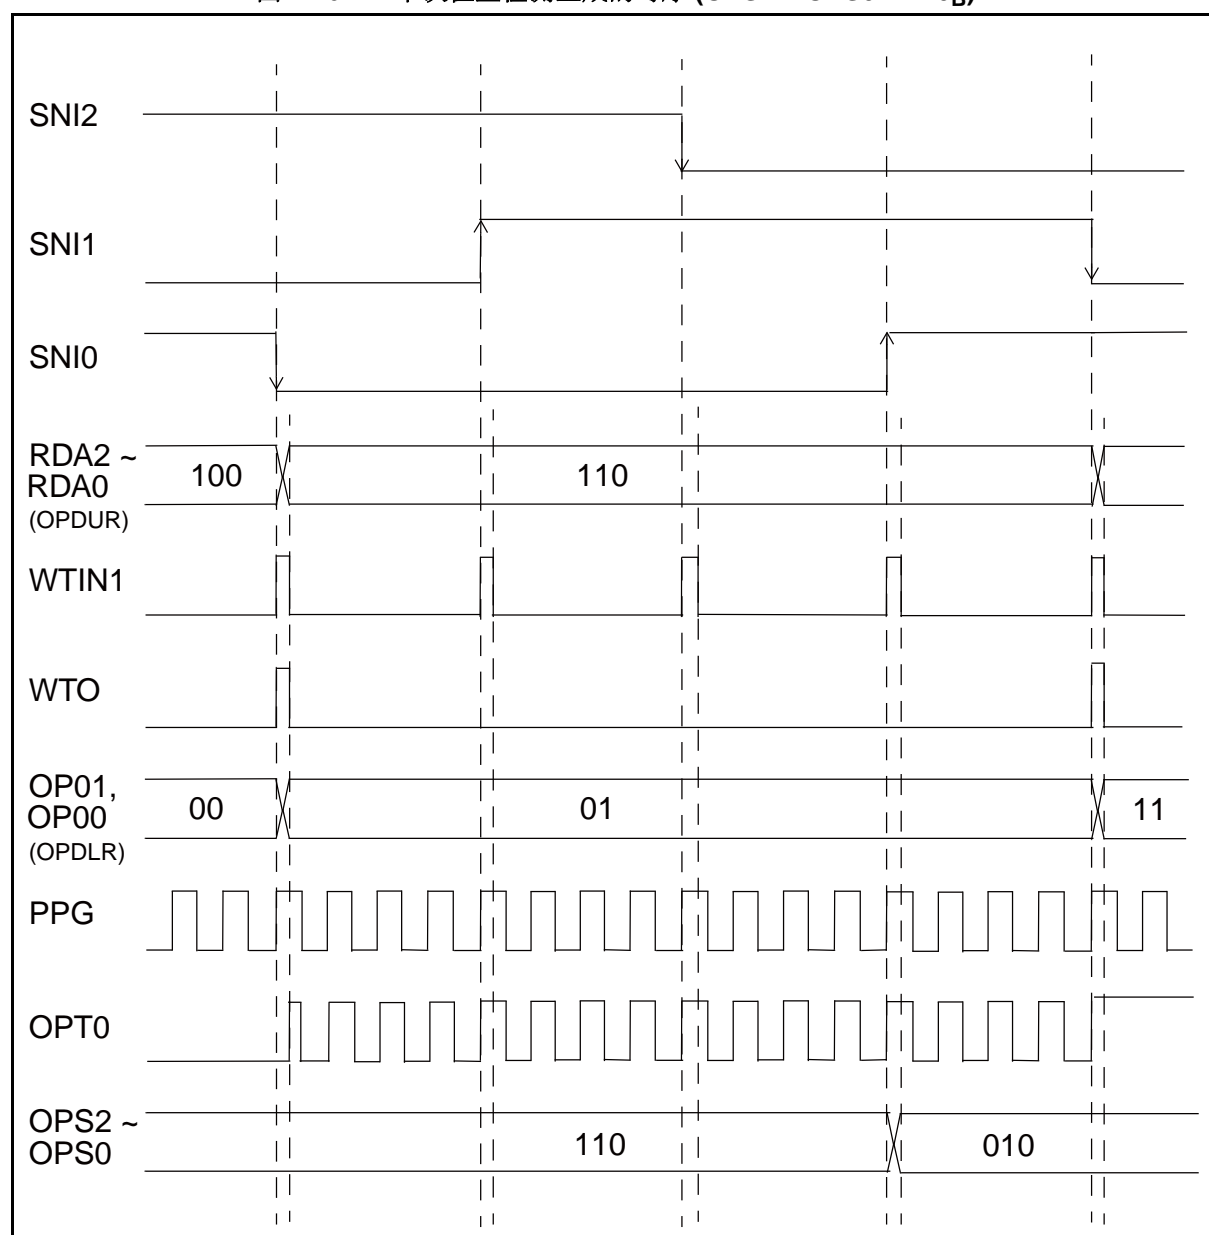 SNI2
SNI1
SNI0
RDA2 ~
RDA0
(OPDUR)
100
110
WTIN1
WTO
OP01,
OP00
(OPDLR)
00
01
11
PPG
OPT0
OPS2 ~
OPS0
110
010